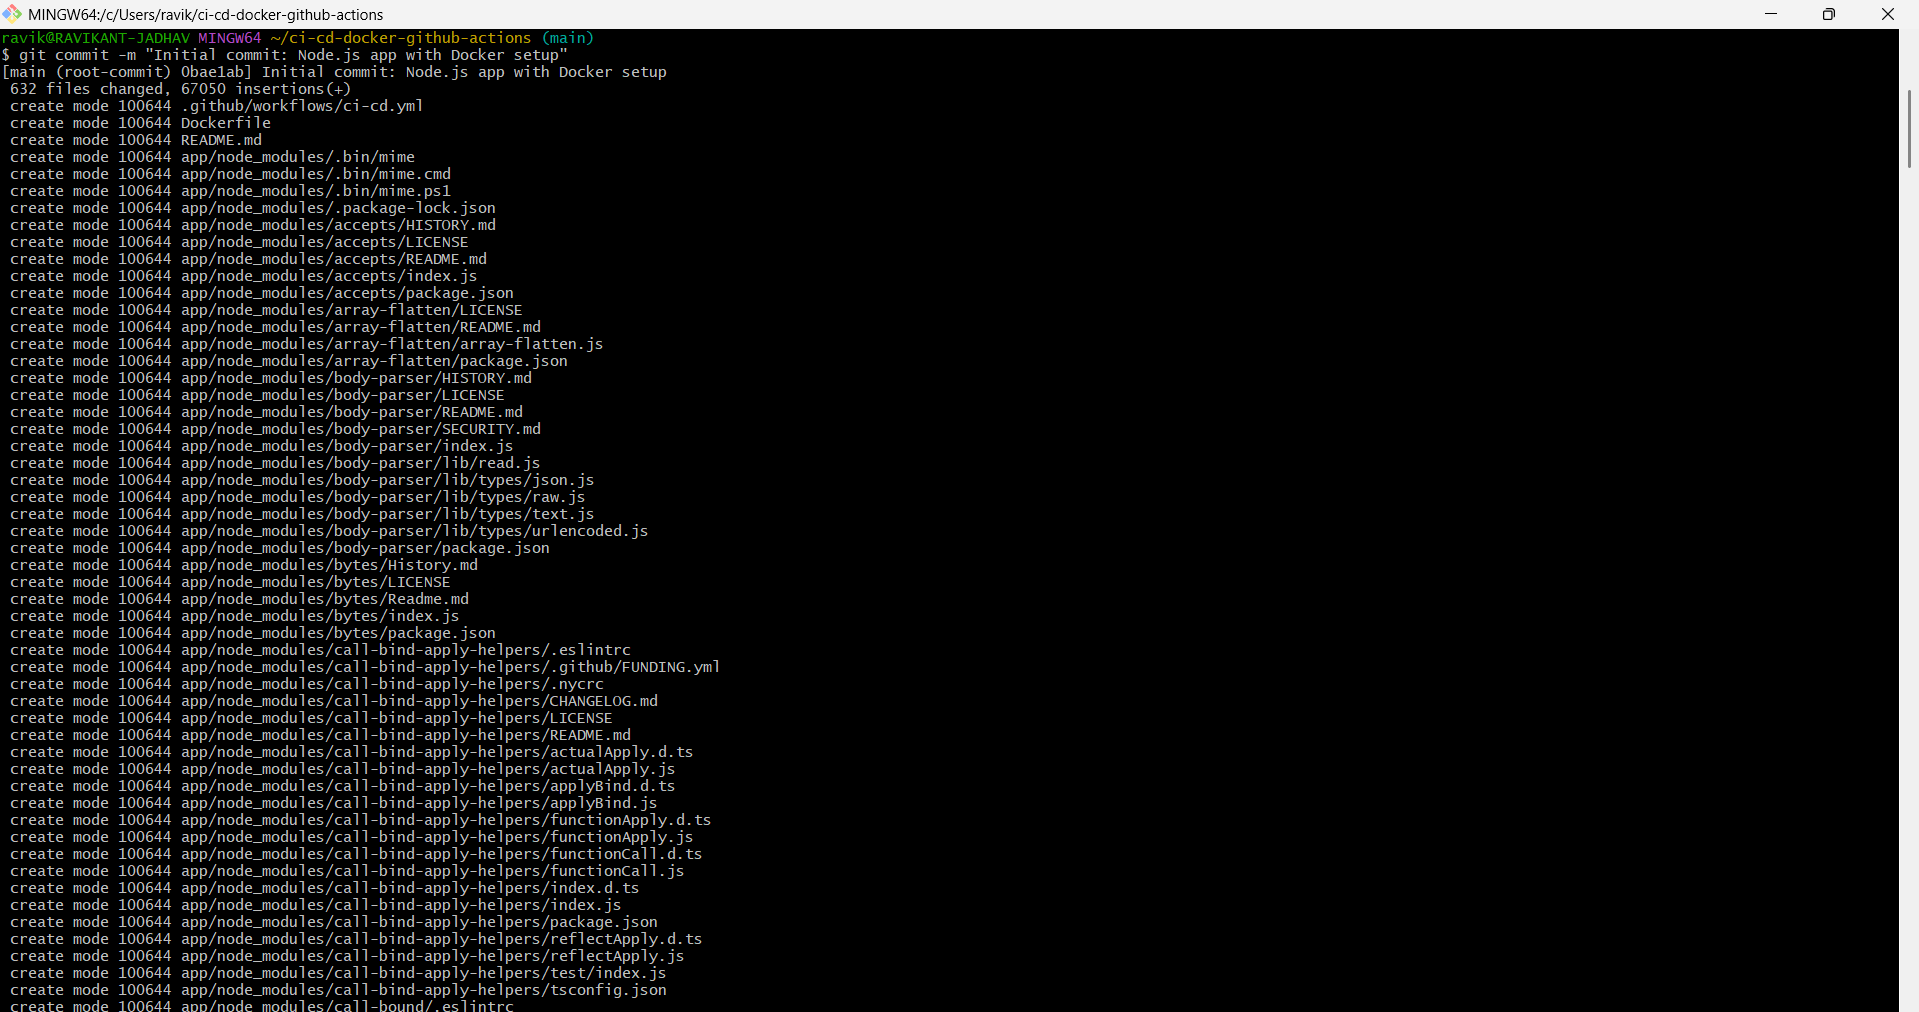 MINGW64:/c/Users/ravik/ci-cd-docker-github-actions
ravik@RAVIKANT-JADHAV MINGW64 ~/ci-cd-docker-github-actions (main)
$ git commit -m "Initial commit: Node.js app with Docker setup"
[main (root-commit) 0bae1ab] Initial commit: Node.js app with Docker setup
 632 files changed, 67050 insertions(+)
 create mode 100644 .github/workflows/ci-cd.yml
 create mode 100644 Dockerfile
 create mode 100644 README.md
 create mode 100644 app/node_modules/.bin/mime
 create mode 100644 app/node_modules/.bin/mime.cmd
 create mode 100644 app/node_modules/.bin/mime.ps1
 create mode 100644 app/node_modules/.package-lock.json
 create mode 100644 app/node_modules/accepts/HISTORY.md
 create mode 100644 app/node_modules/accepts/LICENSE
 create mode 100644 app/node_modules/accepts/README.md
 create mode 100644 app/node_modules/accepts/index.js
 create mode 100644 app/node_modules/accepts/package.json
 create mode 100644 app/node_modules/array-flatten/LICENSE
 create mode 100644 app/node_modules/array-flatten/README.md
 create mode 100644 app/node_modules/array-flatten/array-flatten.js
 create mode 100644 app/node_modules/array-flatten/package.json
 create mode 100644 app/node_modules/body-parser/HISTORY.md
 create mode 100644 app/node_modules/body-parser/LICENSE
 create mode 100644 app/node_modules/body-parser/README.md
 create mode 100644 app/node_modules/body-parser/SECURITY.md
 create mode 100644 app/node_modules/body-parser/index.js
 create mode 100644 app/node_modules/body-parser/lib/read.js
 create mode 100644 app/node_modules/body-parser/lib/types/json.js
 create mode 100644 app/node_modules/body-parser/lib/types/raw.js
 create mode 100644 app/node_modules/body-parser/lib/types/text.js
 create mode 100644 app/node_modules/body-parser/lib/types/urlencoded.js
 create mode 100644 app/node_modules/body-parser/package.json
 create mode 100644 app/node_modules/bytes/History.md
 create mode 100644 app/node_modules/bytes/LICENSE
 create mode 100644 app/node_modules/bytes/Readme.md
 create mode 100644 app/node_modules/bytes/index.js
 create mode 100644 app/node_modules/bytes/package.json
 create mode 100644 app/node_modules/call-bind-apply-helpers/.eslintrc
 create mode 100644 app/node_modules/call-bind-apply-helpers/.github/FUNDING.yml
 create mode 100644 app/node_modules/call-bind-apply-helpers/.nycrc
 create mode 100644 app/node_modules/call-bind-apply-helpers/CHANGELOG.md
 create mode 100644 app/node_modules/call-bind-apply-helpers/LICENSE
 create mode 100644 app/node_modules/call-bind-apply-helpers/README.md
 create mode 100644 app/node_modules/call-bind-apply-helpers/actualApply.d.ts
 create mode 100644 app/node_modules/call-bind-apply-helpers/actualApply.js
 create mode 100644 app/node_modules/call-bind-apply-helpers/applyBind.d.ts
 create mode 100644 app/node_modules/call-bind-apply-helpers/applyBind.js
 create mode 100644 app/node_modules/call-bind-apply-helpers/functionApply.d.ts
 create mode 100644 app/node_modules/call-bind-apply-helpers/functionApply.js
 create mode 100644 app/node_modules/call-bind-apply-helpers/functionCall.d.ts
 create mode 100644 app/node_modules/call-bind-apply-helpers/functionCall.js
 create mode 100644 app/node_modules/call-bind-apply-helpers/index.d.ts
 create mode 100644 app/node_modules/call-bind-apply-helpers/index.js
 create mode 100644 app/node_modules/call-bind-apply-helpers/package.json
 create mode 100644 app/node_modules/call-bind-apply-helpers/reflectApply.d.ts
 create mode 100644 app/node_modules/call-bind-apply-helpers/reflectApply.js
 create mode 100644 app/node_modules/call-bind-apply-helpers/test/index.js
 create mode 100644 app/node_modules/call-bind-apply-helpers/tsconfig.json
 create mode 100644 app/node_modules/call-bound/.eslintrc